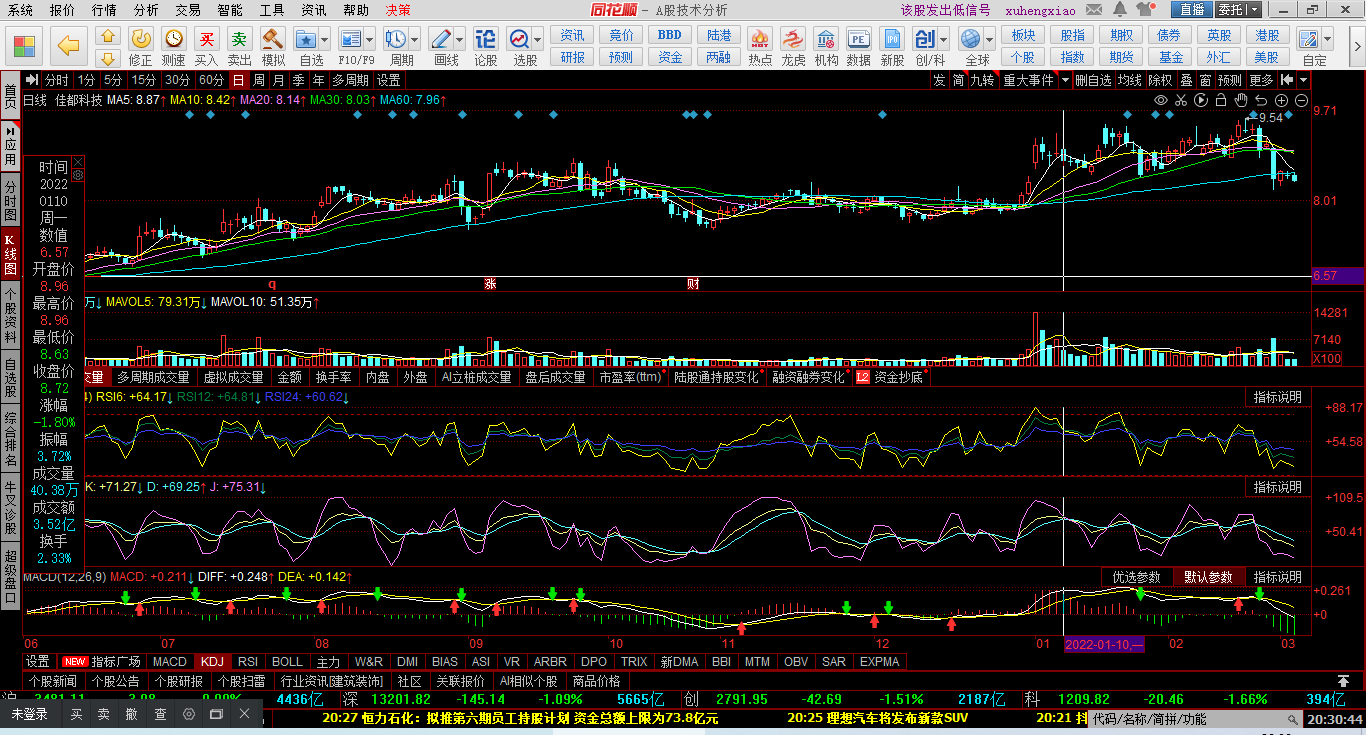 系统 报价 行情 分析 交易 智能 工具 资讯 帮助 决策 同花顺 - A股技术分析 该股发出低信号 xuhengxiao 直播 委托
资讯 竞价 BBD 陆港 板块 股指 期权 债券 英股 港股
买 卖 论 PE IPO 创
修正 测速 买入 卖出 模拟 自选 F10/F9 周期 画线 论股 选股 研报 预测 资金 两融 热点 龙虎 机构 数据 新股 创/科 全球 个股 指数 期货 基金 外汇 美股 自定
首页
应用
分时图
K线图
个股资料
自选股
综合排名
牛叉诊股
超级盘口
分时 1分 5分 15分 30分 60分 日 周 月 季 年 多周期 设置 发 简 九转 重大事件 删自选 均线 除权 叠 窗 预测 更多
日线 佳都科技 MA5: 8.87↑ MA10: 8.42↑ MA20: 8.14↑ MA30: 8.03↑ MA60: 7.96↑
9.71
9.54
8.01
6.57
时间
2022
0110
周一
数值
6.57
开盘价
8.96
最高价
8.96
最低价
8.63
收盘价
8.72
涨幅
-1.80%
振幅
3.72%
成交量
40.38万
成交额
3.52亿
换手
2.33%
q 涨 财
万↓ MAVOL5: 79.31万↓ MAVOL10: 51.35万↑
14281
7140
X100
交量 多周期成交量 虚拟成交量 金额 换手率 内盘 外盘 AI立桩成交量 盘后成交量 市盈率(ttm) 陆股通持股变化 融资融券变化 L2 资金抄底
4) RSI6: +64.17↓ RSI12: +64.81↓ RSI24: +60.62↓ 指标说明
+88.17
+54.58
K: +71.27↓ D: +69.25↑ J: +75.31↓ 指标说明
+109.5
+50.41
MACD(12,26,9) MACD: +0.211↓ DIFF: +0.248↑ DEA: +0.142↑ 优选参数 默认参数 指标说明
+0.261
+0
06 07 08 09 10 11 12 01 2022-01-10,一 02 03
设置 NEW 指标广场 MACD KDJ RSI BOLL 主力 W&R DMI BIAS ASI VR ARBR DPO TRIX 新DMA BBI MTM OBV SAR EXPMA
个股新闻 个股公告 个股研报 个股扫雷 行业资讯[建筑装饰] 社区 关联报价 AI相似个股 商品价格
沪 3481.11 4436亿 深 13201.82 -145.14 -1.09% 5665亿 创 2791.95 -42.69 -1.51% 2187亿 科 1209.82 -20.46 -1.66% 394亿
未登录 买 卖 撤 查 20:27 恒力石化：拟推第六期员工持股计划 资金总额上限为73.8亿元 20:25 理想汽车将发布新款SUV 20:21 抖 代码/名称/简拼/功能 20:30:44